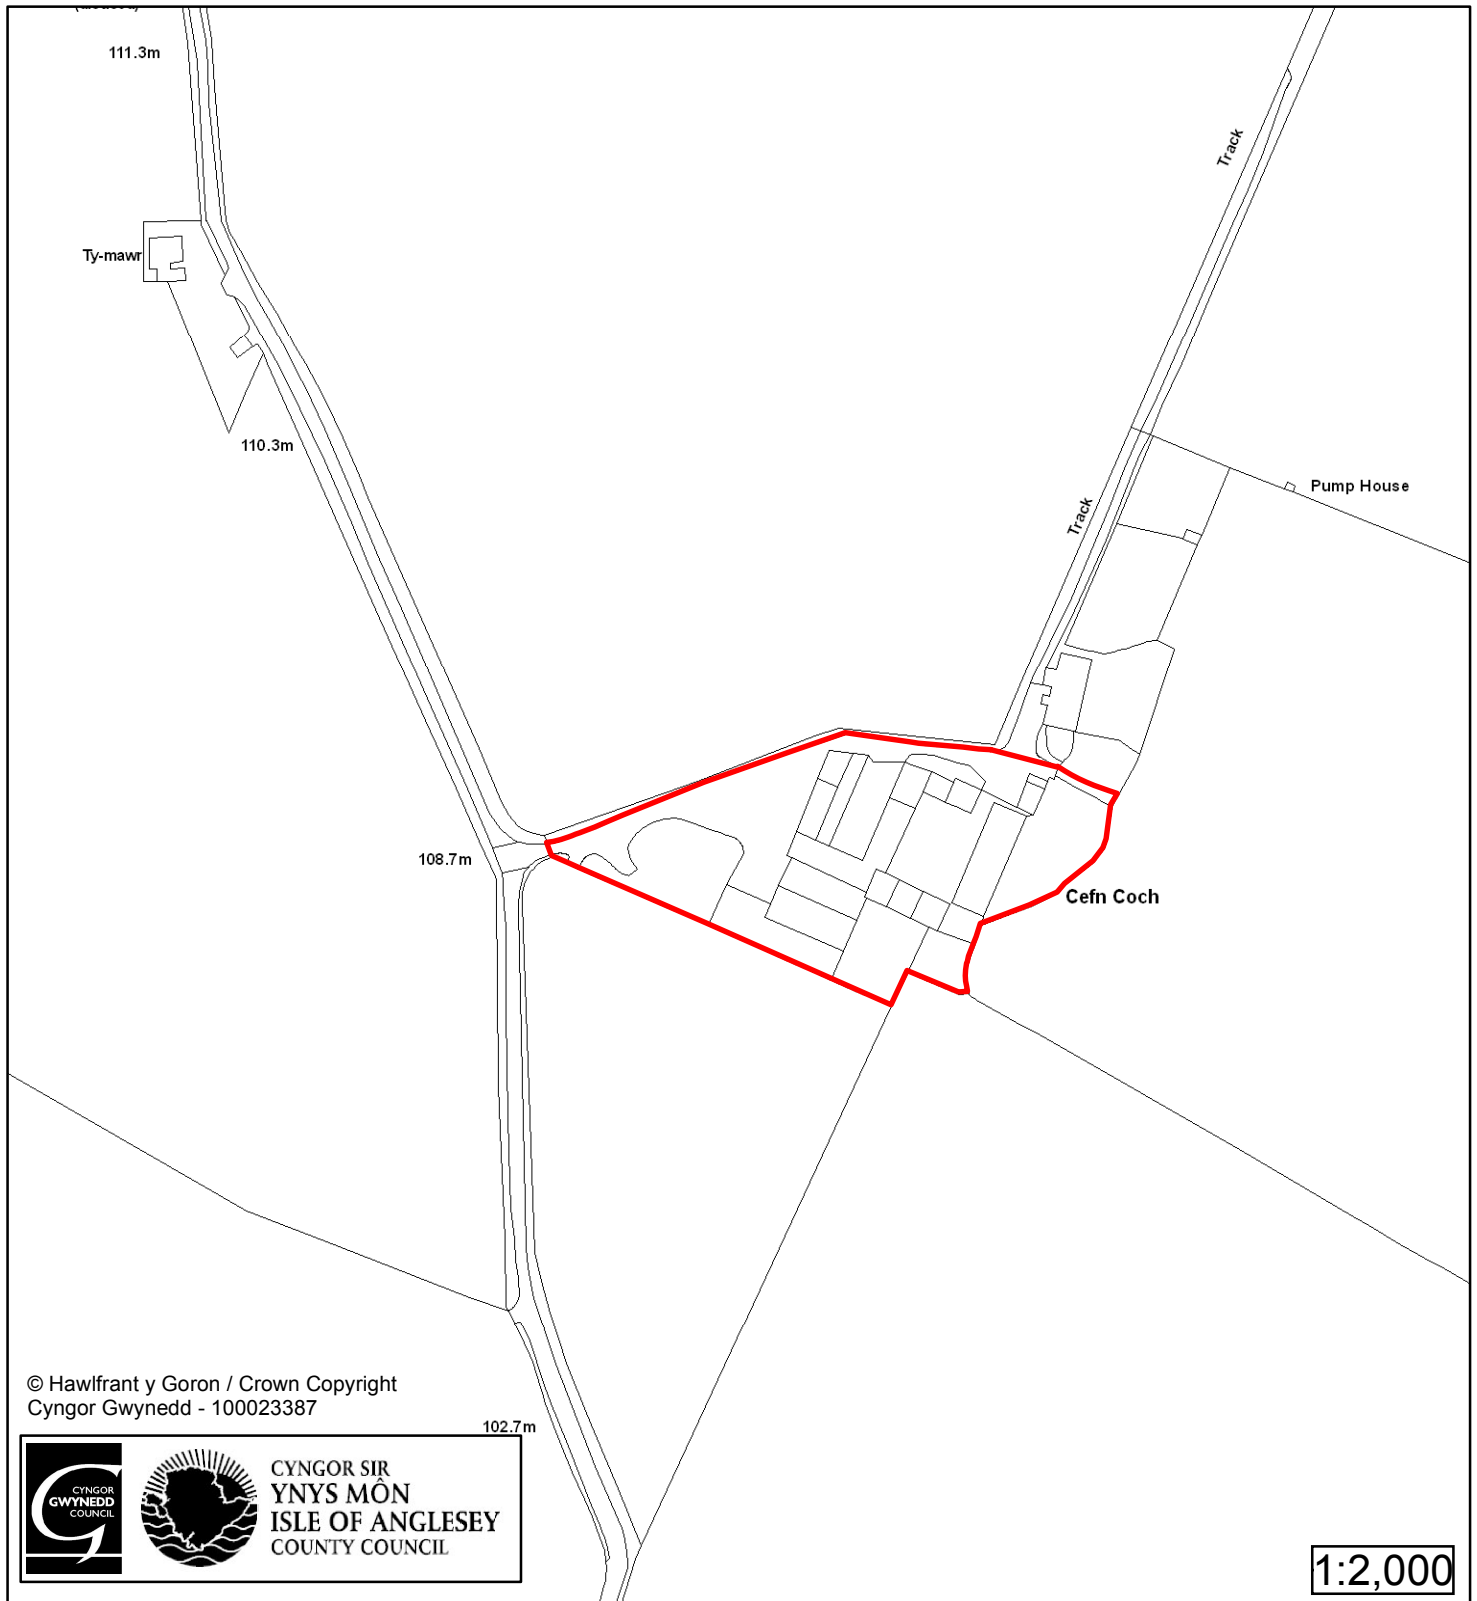 111.3m
Track
Ty-mawr
110.3m
Pump House
Track
108.7m
Cefn Coch
© Hawlfrant y Goron / Crown Copyright
Cyngor Gwynedd - 100023387
102.7m
CYNGOR
GWYNEDD
COUNCIL
CYNGOR SIR
YNYS MÔN
ISLE OF ANGLESEY
COUNTY COUNCIL
1:2,000